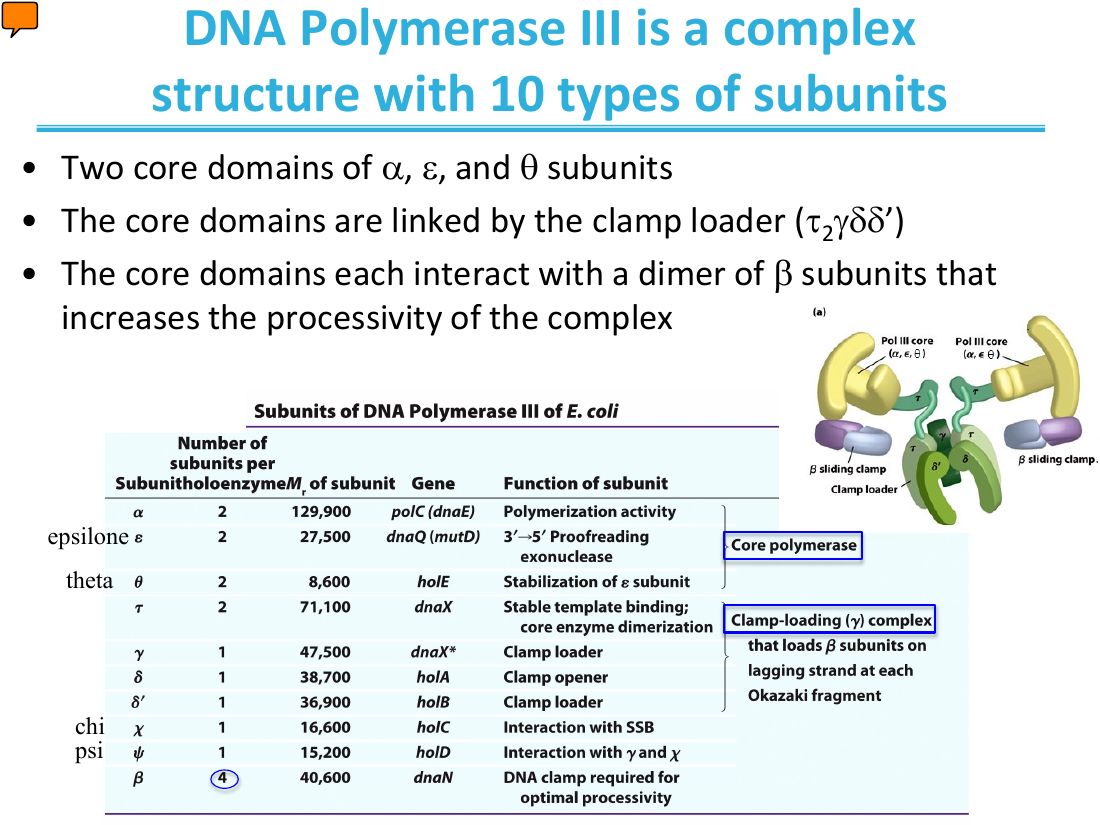 DNA Polymerase III is a complex
structure with 10 types of subunits
• Two core domains of α, ε, and θ subunits
• The core domains are linked by the clamp loader (τ₂γδδ’)
• The core domains each interact with a dimer of β subunits that
increases the processivity of the complex
(a)
Pol III core
(α, ϵ, θ)
Pol III core
(α, ϵ θ)
τ
τ
γ
τ
τ
δ′
δ
β sliding clamp
β sliding clamp.
Clamp loader
Subunits of DNA Polymerase III of E. coli
Number of
subunits per
Subunit holoenzyme Mr of subunit Gene Function of subunit
α 2 129,900 polC (dnaE) Polymerization activity
epsilone ε 2 27,500 dnaQ (mutD) 3′→5′ Proofreading
exonuclease
Core polymerase
theta θ 2 8,600 holE Stabilization of ε subunit
τ 2 71,100 dnaX Stable template binding;
core enzyme dimerization
Clamp-loading (γ) complex
that loads β subunits on
lagging strand at each
Okazaki fragment
γ 1 47,500 dnaX* Clamp loader
δ 1 38,700 holA Clamp opener
δ′ 1 36,900 holB Clamp loader
chi χ 1 16,600 holC Interaction with SSB
psi ψ 1 15,200 holD Interaction with γ and χ
β 4 40,600 dnaN DNA clamp required for
optimal processivity